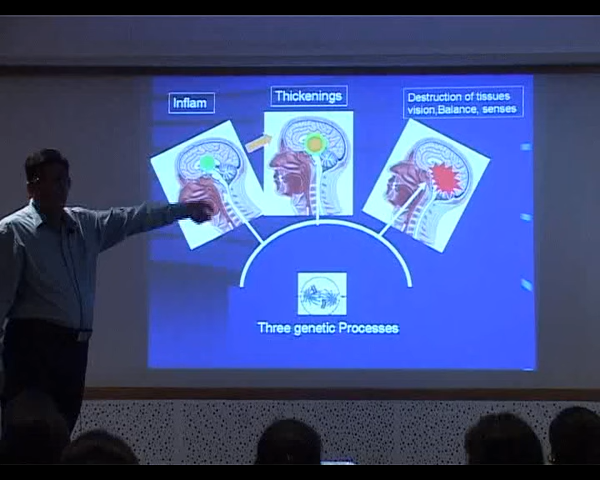 Inflam
Thickenings
Destruction of tissues
vision,Balance, senses
Three genetic Processes